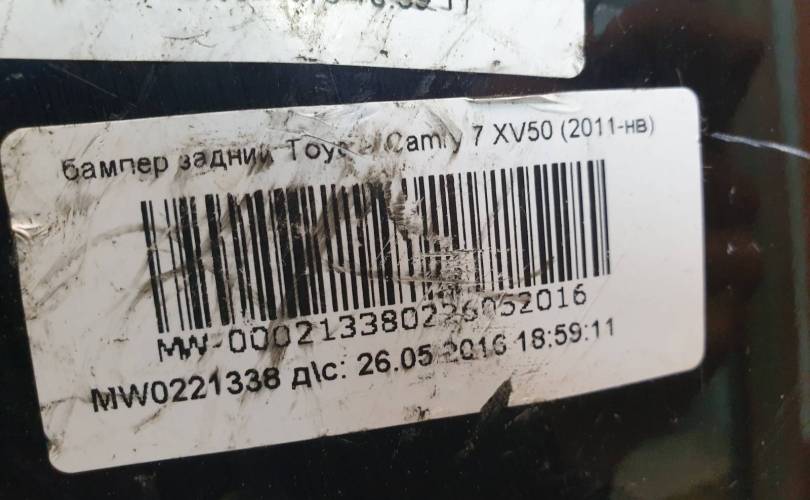 бампер задний Toyota Camry 7 XV50 (2011-нв)
MW-000213380226052016
MW0221338 д\с: 26.05.2016 18:59:11